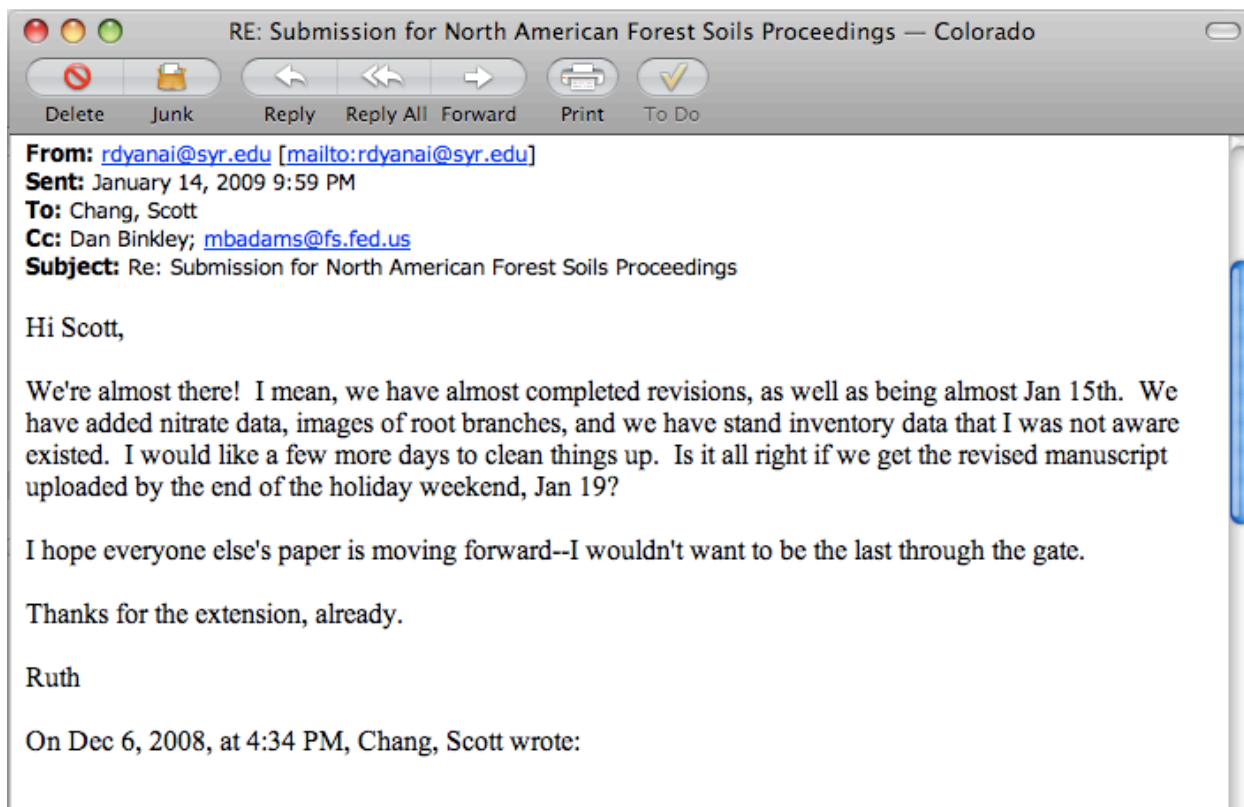 RE: Submission for North American Forest Soils Proceedings — Colorado
Delete Junk Reply Reply All Forward Print To Do
From: rdyanai@syr.edu [mailto:rdyanai@syr.edu]
Sent: January 14, 2009 9:59 PM
To: Chang, Scott
Cc: Dan Binkley; mbadams@fs.fed.us
Subject: Re: Submission for North American Forest Soils Proceedings
Hi Scott,
We're almost there!  I mean, we have almost completed revisions, as well as being almost Jan 15th.  We
have added nitrate data, images of root branches, and we have stand inventory data that I was not aware
existed.  I would like a few more days to clean things up.  Is it all right if we get the revised manuscript
uploaded by the end of the holiday weekend, Jan 19?
I hope everyone else's paper is moving forward--I wouldn't want to be the last through the gate.
Thanks for the extension, already.
Ruth
On Dec 6, 2008, at 4:34 PM, Chang, Scott wrote: